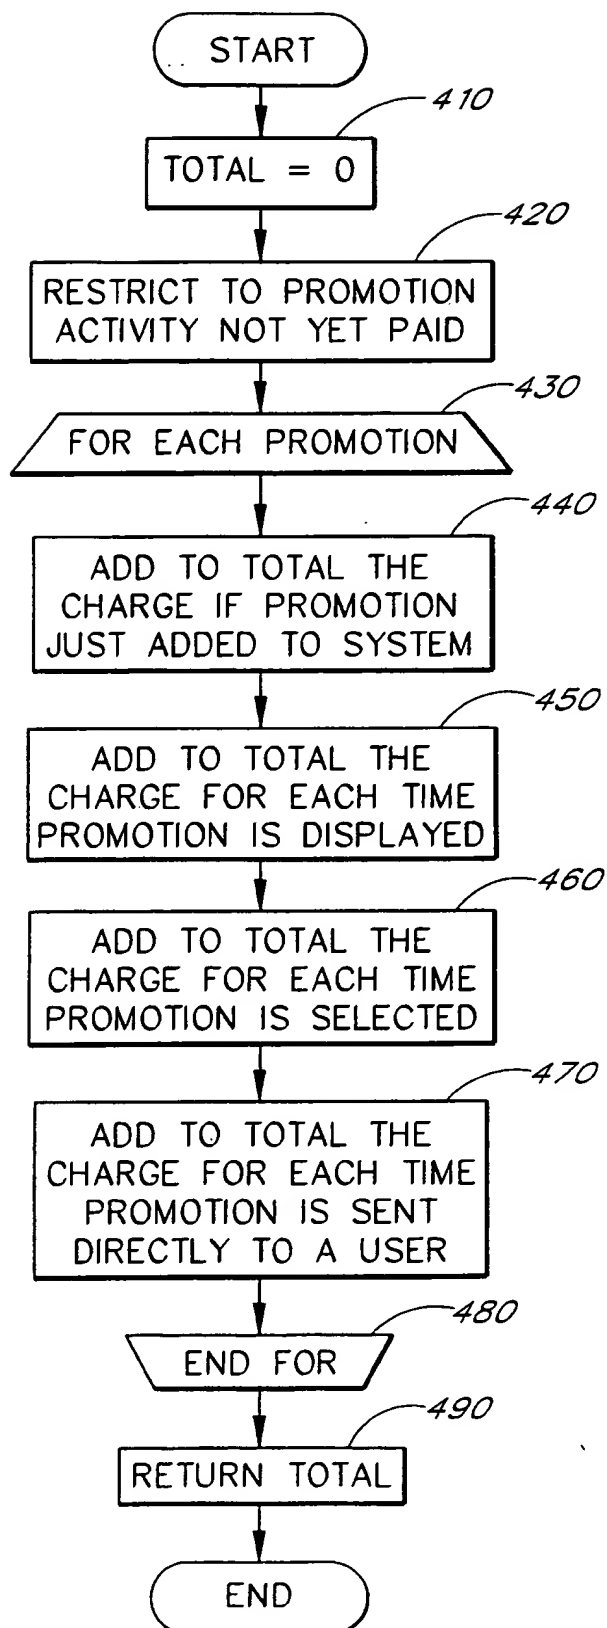 START
410
TOTAL = 0
420
RESTRICT TO PROMOTION
ACTIVITY NOT YET PAID
430
FOR EACH PROMOTION
440
ADD TO TOTAL THE
CHARGE IF PROMOTION
JUST ADDED TO SYSTEM
450
ADD TO TOTAL THE
CHARGE FOR EACH TIME
PROMOTION IS DISPLAYED
460
ADD TO TOTAL THE
CHARGE FOR EACH TIME
PROMOTION IS SELECTED
470
ADD TO TOTAL THE
CHARGE FOR EACH TIME
PROMOTION IS SENT
DIRECTLY TO A USER
480
END FOR
490
RETURN TOTAL
END